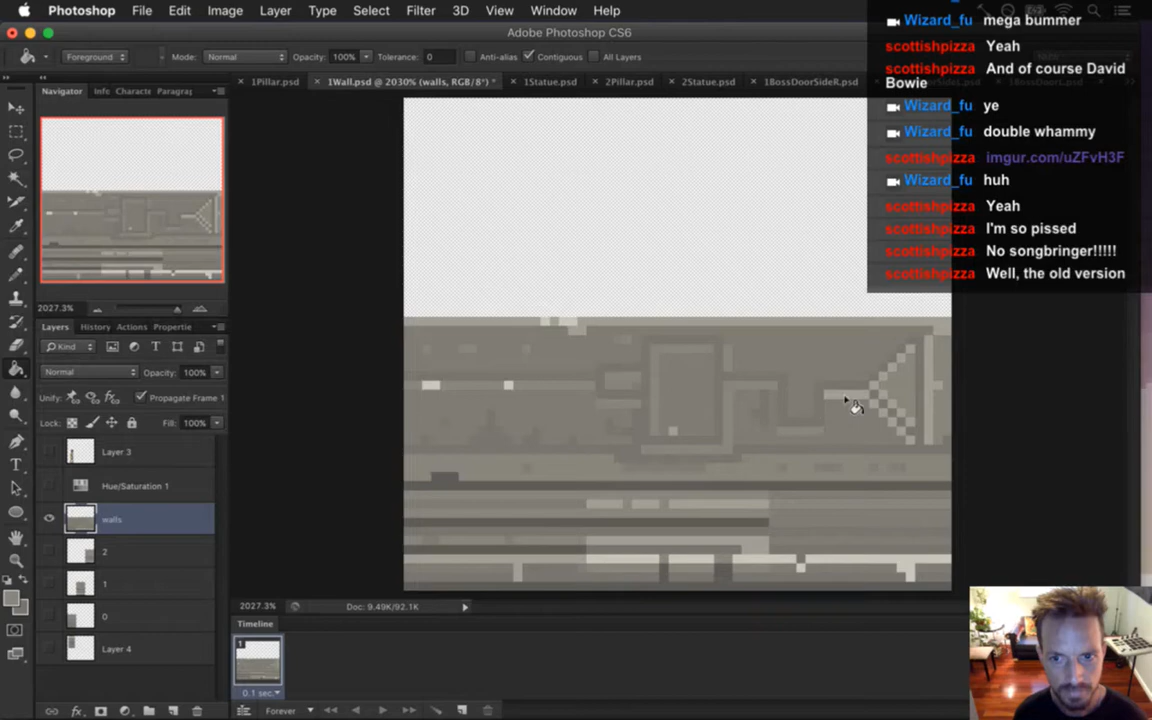 Photoshop File Edit Image Layer Type Select Filter 3D View Window Help
Adobe Photoshop CS6
Foreground Mode: Normal Opacity: 100% Tolerance: 0 Anti-alias Contiguous All Layers
1Pillar.psd 1Wall.psd @ 2030% (walls, RGB/8*) * 1Statue.psd 2Pillar.psd 2Statue.psd 1BossDoorSideR.psd
Navigator Info Characte Paragra
2027.3%
Layers History Actions Propertie
Kind
Normal Opacity: 100%
Unify: Propagate Frame 1
Lock: Fill: 100%
Layer 3
Hue/Saturation 1
walls
2
1
0
Layer 4
2027.3% Doc: 9.49K/92.1K
Timeline
1
0.1 sec.
Forever
Wizard_fu mega bummer
scottishpizza Yeah
scottishpizza And of course David
Bowie
Wizard_fu ye
Wizard_fu double whammy
scottishpizza imgur.com/uZFvH3F
Wizard_fu huh
scottishpizza Yeah
scottishpizza I'm so pissed
scottishpizza No songbringer!!!!!
scottishpizza Well, the old version